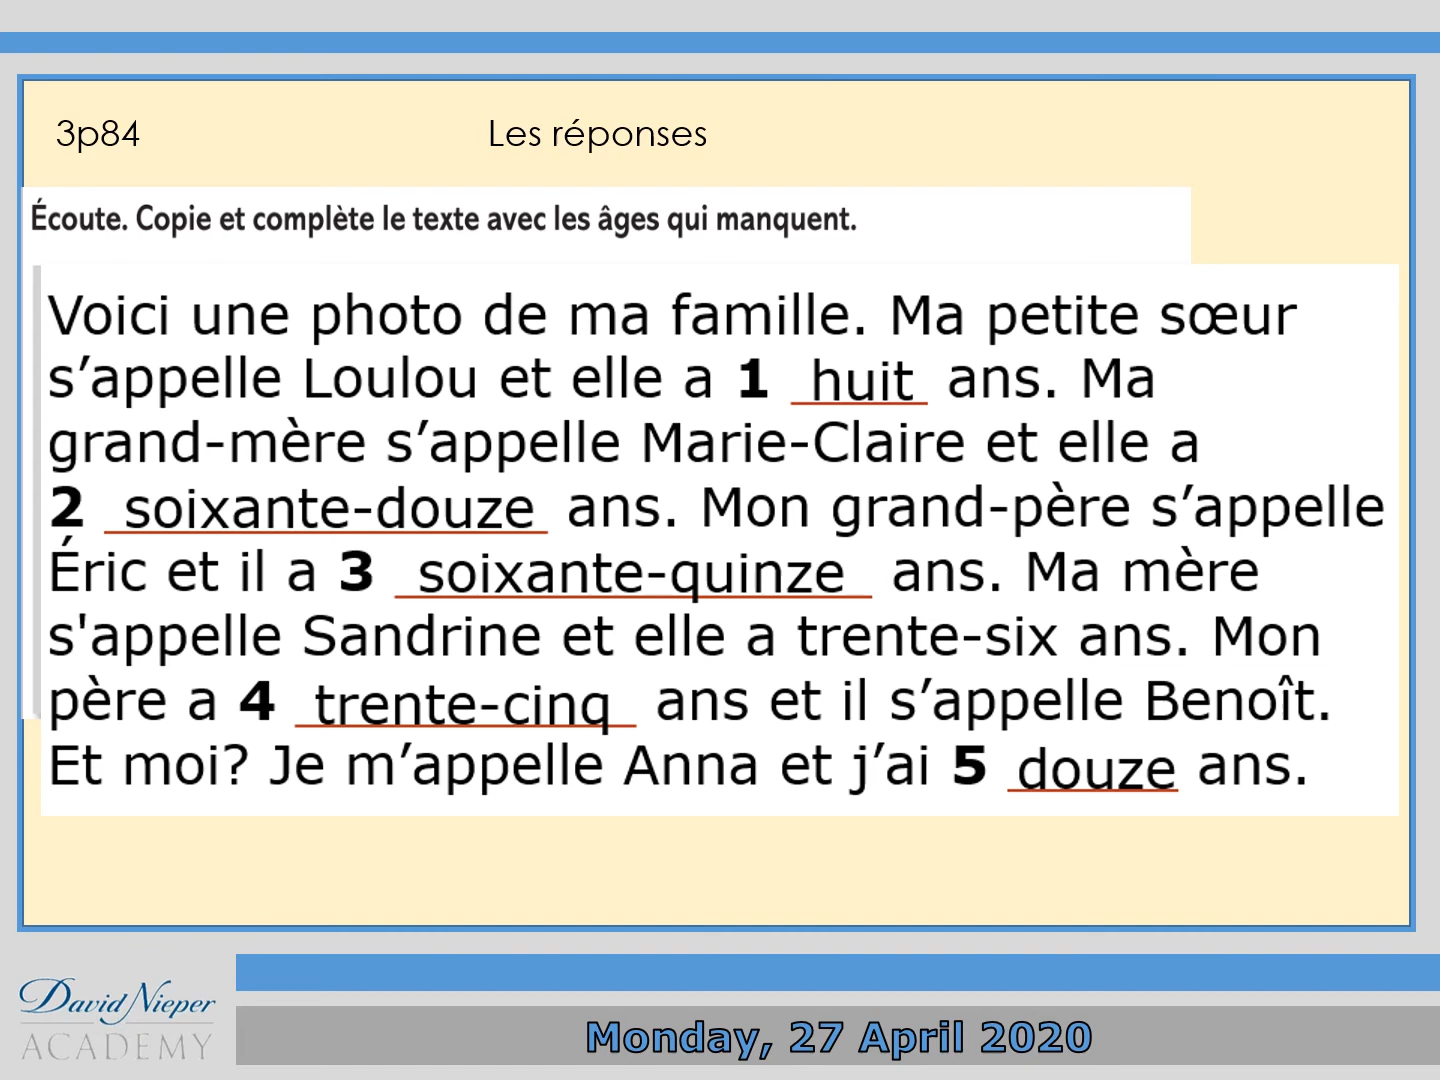 3p84 Les réponses
Écoute. Copie et complète le texte avec les âges qui manquent.
Voici une photo de ma famille. Ma petite sœur
s’appelle Loulou et elle a 1 huit ans. Ma
grand-mère s’appelle Marie-Claire et elle a
2 soixante-douze ans. Mon grand-père s’appelle
Éric et il a 3 soixante-quinze ans. Ma mère
s'appelle Sandrine et elle a trente-six ans. Mon
père a 4 trente-cinq ans et il s’appelle Benoît.
Et moi? Je m’appelle Anna et j’ai 5 douze ans.
David Nieper
ACADEMY
Monday, 27 April 2020